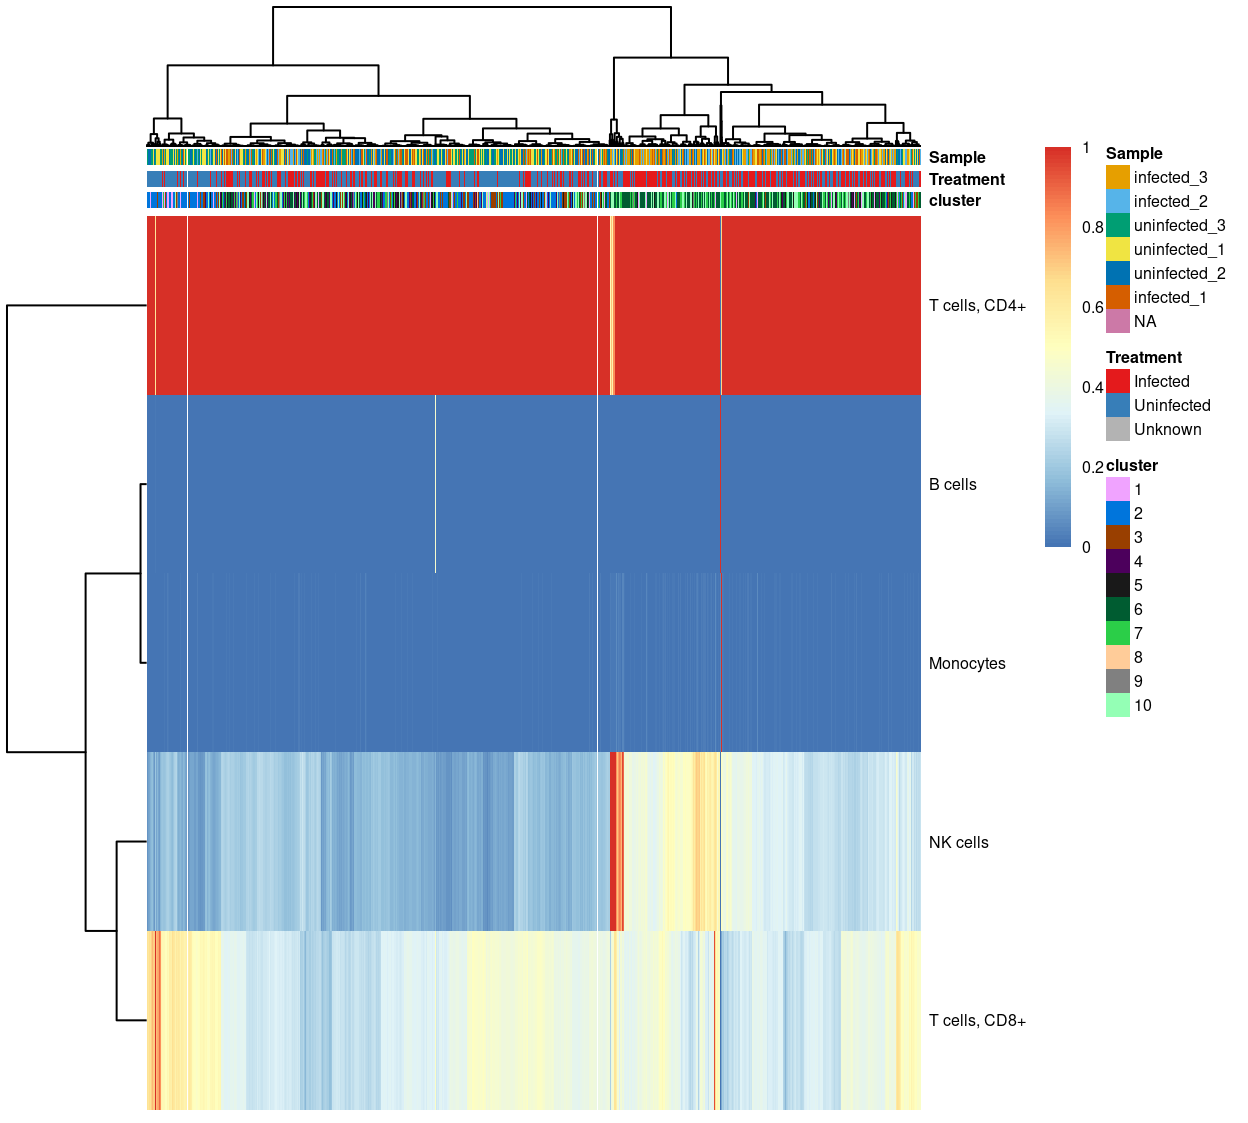 Sample
Treatment
cluster
T cells, CD4+
B cells
Monocytes
NK cells
T cells, CD8+
1
0.8
0.6
0.4
0.2
0
Sample
infected_3
infected_2
uninfected_3
uninfected_1
uninfected_2
infected_1
NA
Treatment
Infected
Uninfected
Unknown
cluster
1
2
3
4
5
6
7
8
9
10